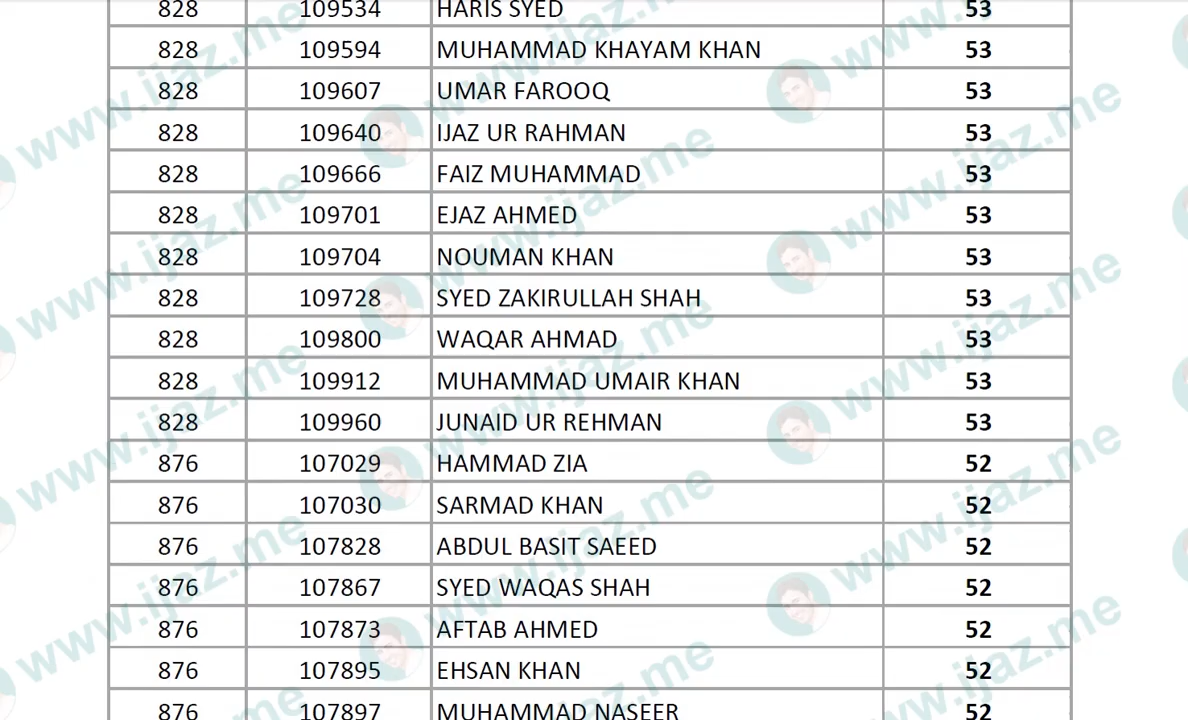 828 109534 HARIS SYED 53
828 109594 MUHAMMAD KHAYAM KHAN 53
828 109607 UMAR FAROOQ 53
828 109640 IJAZ UR RAHMAN 53
828 109666 FAIZ MUHAMMAD 53
828 109701 EJAZ AHMED 53
828 109704 NOUMAN KHAN 53
828 109728 SYED ZAKIRULLAH SHAH 53
828 109800 WAQAR AHMAD 53
828 109912 MUHAMMAD UMAIR KHAN 53
828 109960 JUNAID UR REHMAN 53
876 107029 HAMMAD ZIA 52
876 107030 SARMAD KHAN 52
876 107828 ABDUL BASIT SAEED 52
876 107867 SYED WAQAS SHAH 52
876 107873 AFTAB AHMED 52
876 107895 EHSAN KHAN 52
876 107897 MUHAMMAD NASEER 52
www.ijaz.me